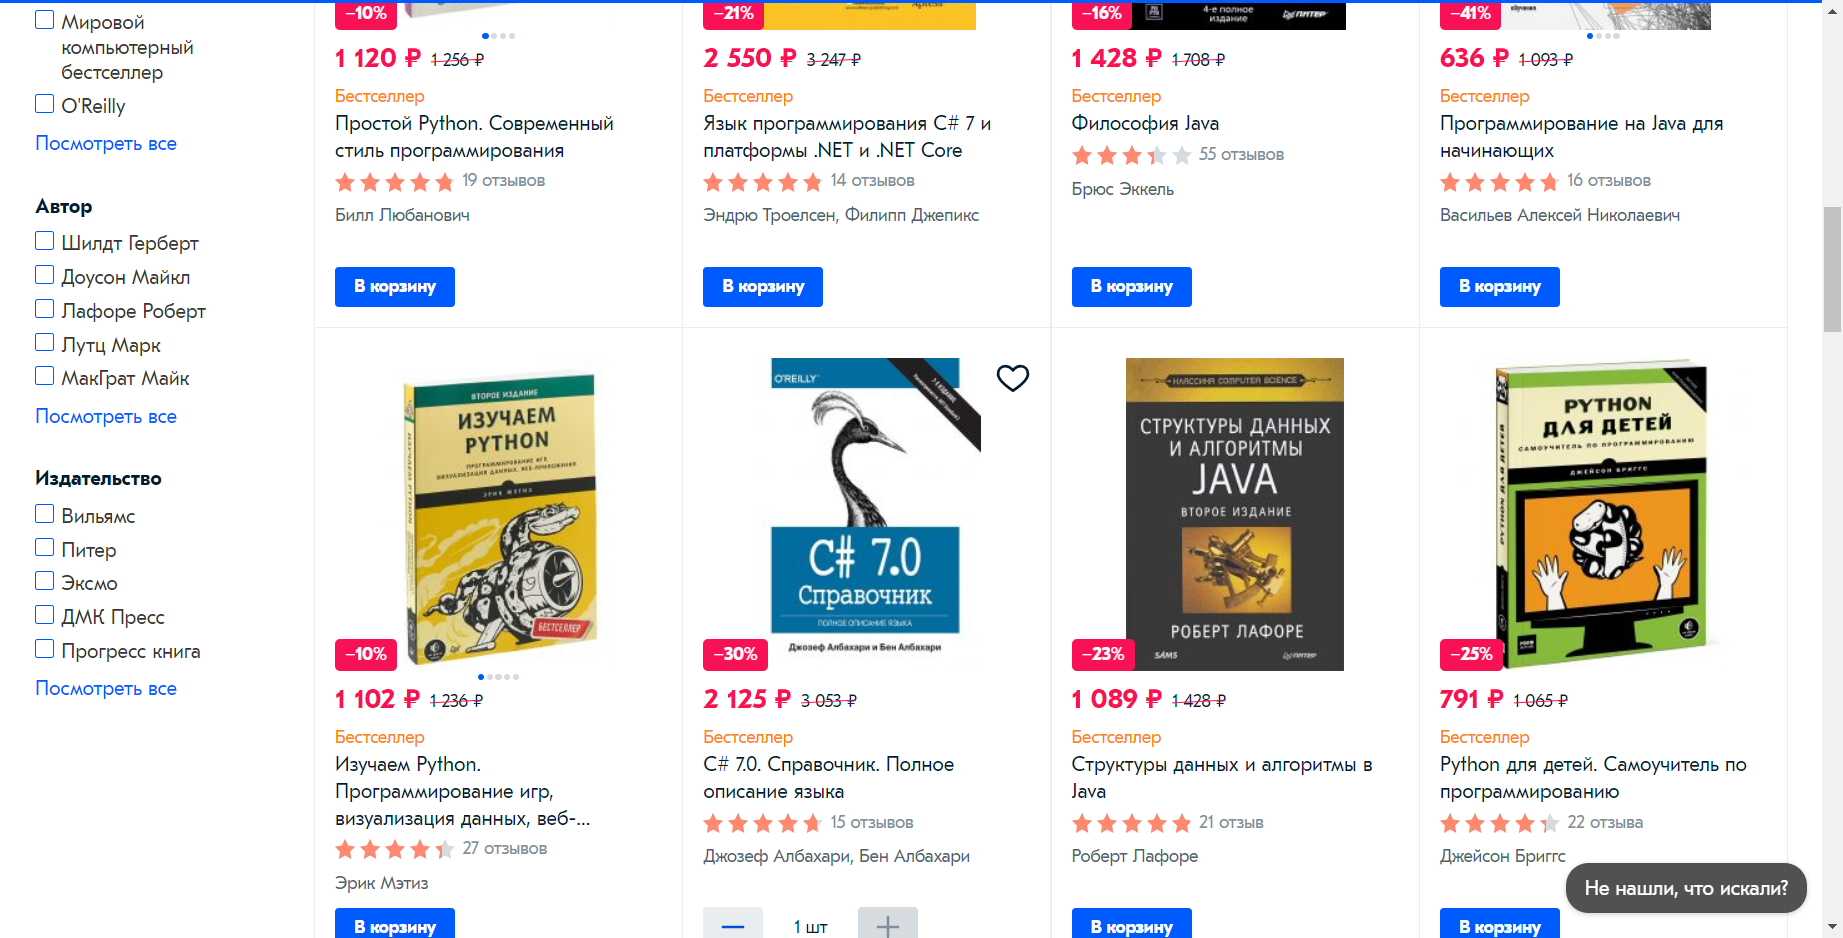 Мировой
компьютерный
бестселлер
O'Reilly
Посмотреть все
Автор
Шилдт Герберт
Доусон Майкл
Лафоре Роберт
Лутц Марк
МакГрат Майк
Посмотреть все
Издательство
Вильямс
Питер
Эксмо
ДМК Пресс
Прогресс книга
Посмотреть все
−10%
1 120 ₽ 1 256 ₽
Бестселлер
Простой Python. Современный
стиль программирования
19 отзывов
Билл Любанович
В корзину
Apress
−21%
2 550 ₽ 3 247 ₽
Бестселлер
Язык программирования C# 7 и
платформы .NET и .NET Core
14 отзывов
Эндрю Троелсен, Филипп Джепикс
В корзину
4-е полное
издание
ПИТЕР
−16%
1 428 ₽ 1 708 ₽
Бестселлер
Философия Java
55 отзывов
Брюс Эккель
В корзину
обучения
−41%
636 ₽ 1 093 ₽
Бестселлер
Программирование на Java для
начинающих
16 отзывов
Васильев Алексей Николаевич
В корзину
ВТОРОЕ ИЗДАНИЕ
ИЗУЧАЕМ
PYTHON
ПРОГРАММИРОВАНИЕ ИГР,
ВИЗУАЛИЗАЦИЯ ДАННЫХ, ВЕБ-ПРИЛОЖЕНИЯ
ЭРИК МЭТИЗ
ИЗУЧАЕМ PYTHON
БЕСТСЕЛЛЕР
−10%
1 102 ₽ 1 236 ₽
Бестселлер
Изучаем Python.
Программирование игр,
визуализация данных, веб-...
27 отзывов
Эрик Мэтиз
В корзину
O'REILLY
C# 7.0
Справочник
ПОЛНОЕ ОПИСАНИЕ ЯЗЫКА
Джозеф Албахари и Бен Албахари
−30%
2 125 ₽ 3 053 ₽
Бестселлер
C# 7.0. Справочник. Полное
описание языка
15 отзывов
Джозеф Албахари, Бен Албахари
1 шт
КЛАССИКА COMPUTER SCIENCE
СТРУКТУРЫ ДАННЫХ
И АЛГОРИТМЫ
JAVA
ВТОРОЕ ИЗДАНИЕ
РОБЕРТ ЛАФОРЕ
SAMS
ПИТЕР
−23%
1 089 ₽ 1 428 ₽
Бестселлер
Структуры данных и алгоритмы в
Java
21 отзыв
Роберт Лафоре
В корзину
PYTHON
ДЛЯ ДЕТЕЙ
САМОУЧИТЕЛЬ ПО ПРОГРАММИРОВАНИЮ
ДЖЕЙСОН БРИГГС
PYTHON ДЛЯ ДЕТЕЙ
−25%
791 ₽ 1 065 ₽
Бестселлер
Python для детей. Самоучитель по
программированию
22 отзыва
Джейсон Бриггс
В корзину
Не нашли, что искали?